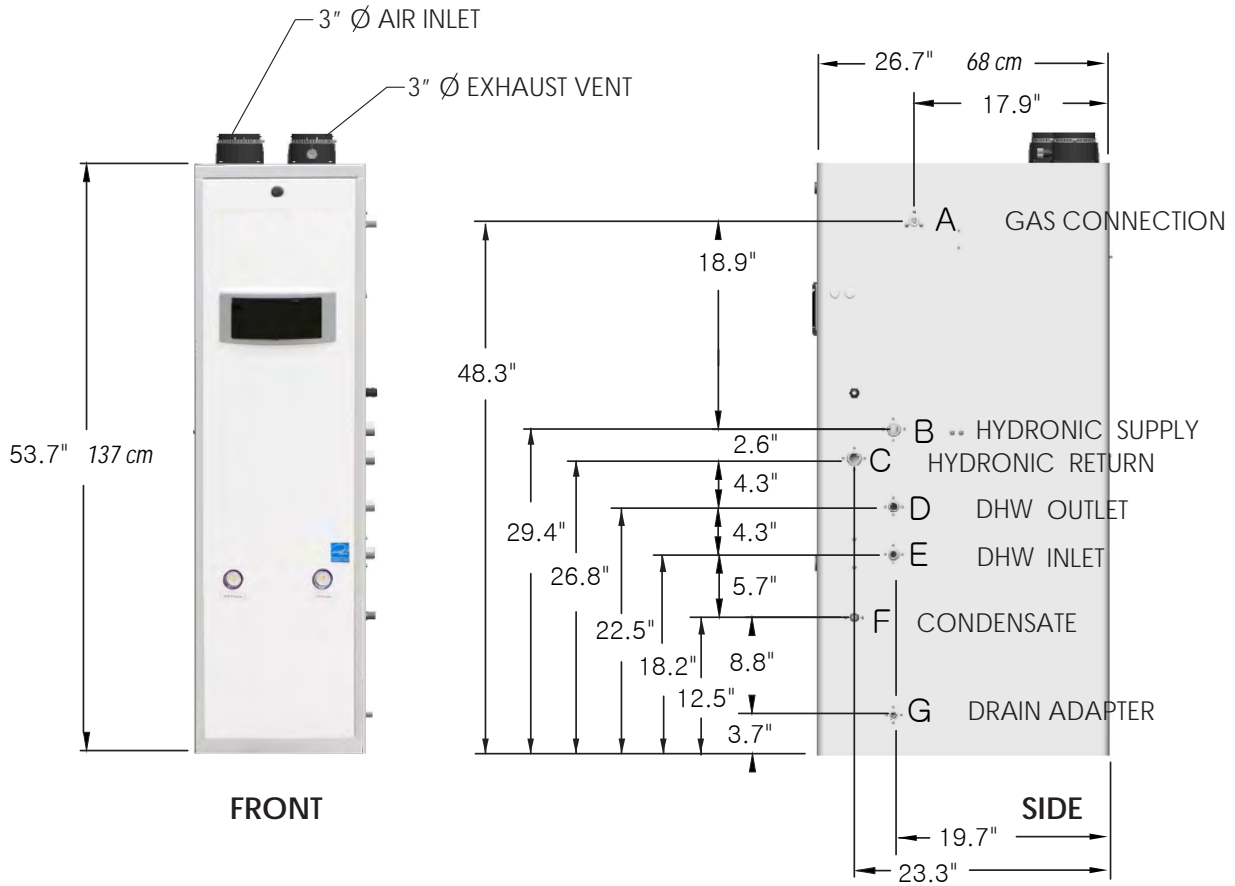 3" Ø AIR INLET
3" Ø EXHAUST VENT
26.7" 68 cm
17.9"
A GAS CONNECTION
18.9"
48.3"
53.7" 137 cm
B HYDRONIC SUPPLY
2.6"
C HYDRONIC RETURN
4.3"
29.4"
D DHW OUTLET
4.3"
26.8"
E DHW INLET
5.7"
22.5"
F CONDENSATE
18.2"
8.8"
12.5"
G DRAIN ADAPTER
3.7"
FRONT
SIDE
19.7"
23.3"